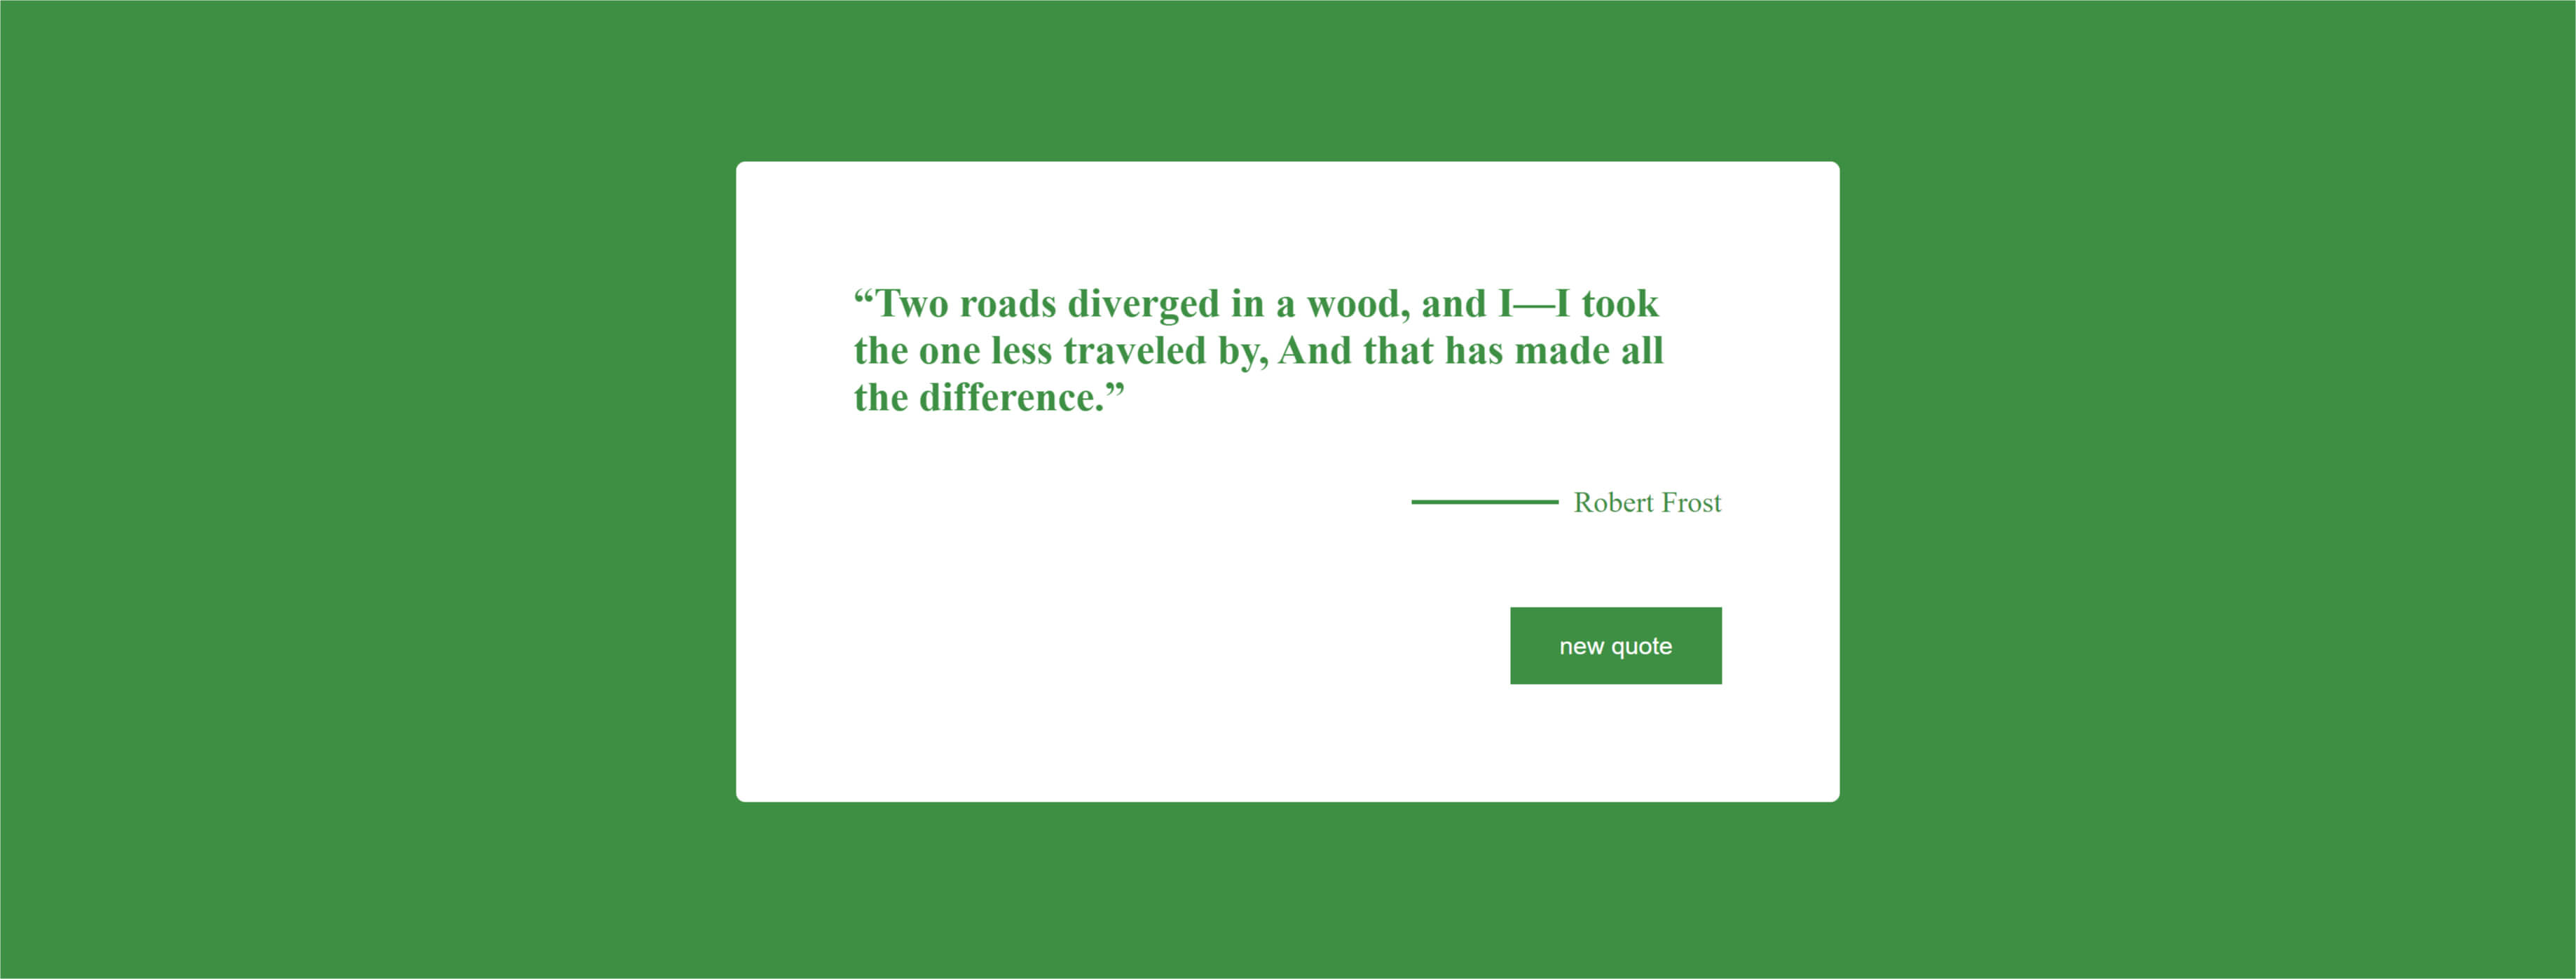 “Two roads diverged in a wood, and I—I took
the one less traveled by, And that has made all
the difference.”
Robert Frost
new quote